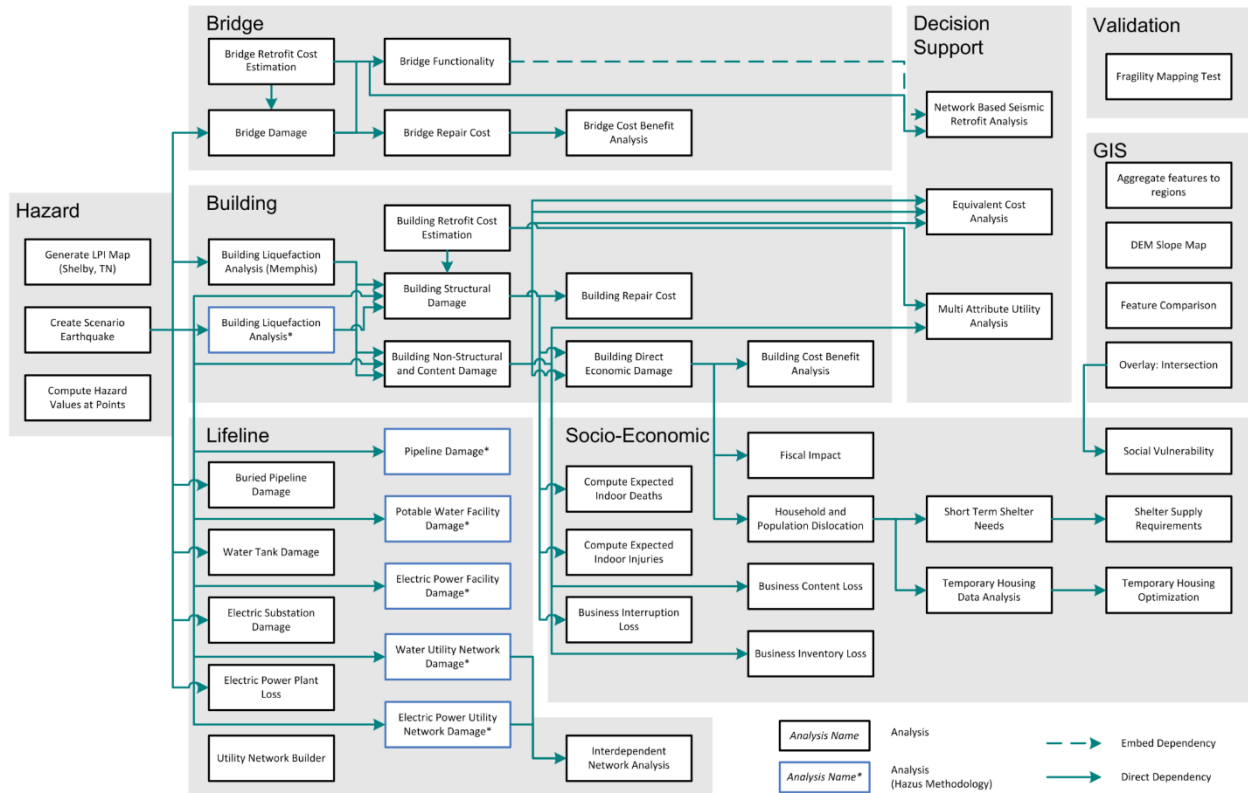 Bridge
Bridge Retrofit Cost
Estimation
Bridge Functionality
Bridge Damage
Bridge Repair Cost
Bridge Cost Benefit
Analysis
Decision
Support
Network Based Seismic
Retrofit Analysis
Equivalent Cost
Analysis
Multi Attribute Utility
Analysis
Validation
Fragility Mapping Test
GIS
Aggregate features to
regions
DEM Slope Map
Feature Comparison
Overlay: Intersection
Hazard
Generate LPI Map
(Shelby, TN)
Create Scenario
Earthquake
Compute Hazard
Values at Points
Building
Building Retrofit Cost
Estimation
Building Liquefaction
Analysis (Memphis)
Building Structural
Damage
Building Repair Cost
Building Liquefaction
Analysis*
Building Non-Structural
and Content Damage
Building Direct
Economic Damage
Building Cost Benefit
Analysis
Lifeline
Pipeline Damage*
Buried Pipeline
Damage
Potable Water Facility
Damage*
Water Tank Damage
Electric Power Facility
Damage*
Electric Substation
Damage
Water Utility Network
Damage*
Electric Power Plant
Loss
Electric Power Utility
Network Damage*
Utility Network Builder
Interdependent
Network Analysis
Socio-Economic
Fiscal Impact
Social Vulnerability
Compute Expected
Indoor Deaths
Household and
Population Dislocation
Short Term Shelter
Needs
Shelter Supply
Requirements
Compute Expected
Indoor Injuries
Business Content Loss
Temporary Housing
Data Analysis
Temporary Housing
Optimization
Business Interruption
Loss
Business Inventory Loss
Analysis Name
Analysis
Embed Dependency
Analysis Name*
Analysis
(Hazus Methodology)
Direct Dependency